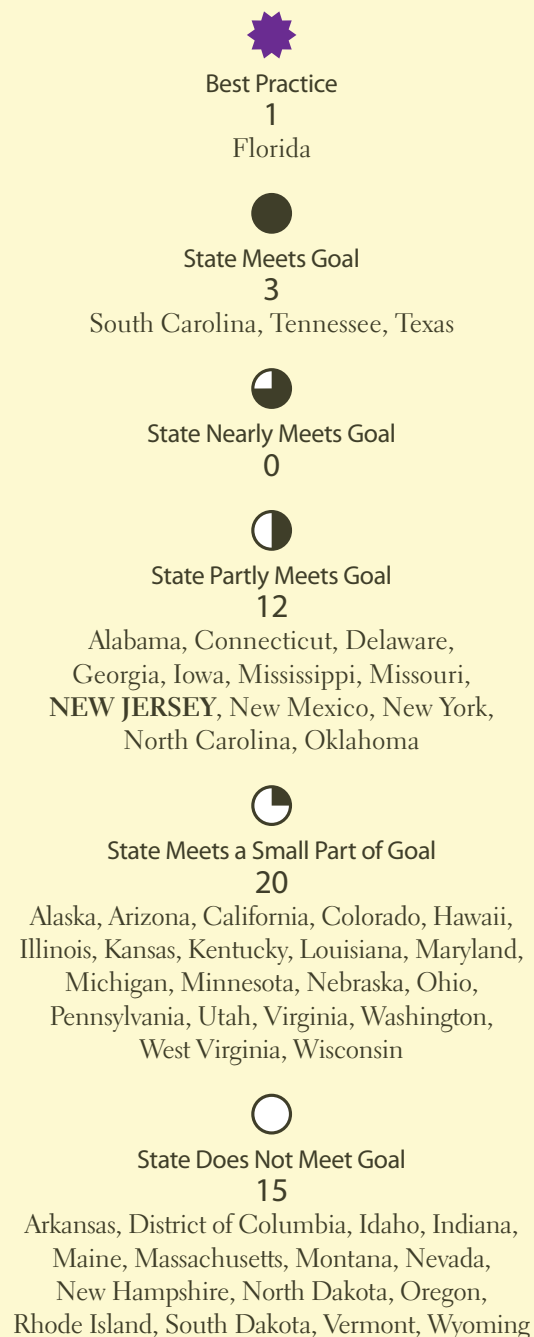 Best Practice
1
Florida
State Meets Goal
3
South Carolina, Tennessee, Texas
State Nearly Meets Goal
0
State Partly Meets Goal
12
Alabama, Connecticut, Delaware,
Georgia, Iowa, Mississippi, Missouri,
NEW JERSEY, New Mexico, New York,
North Carolina, Oklahoma
State Meets a Small Part of Goal
20
Alaska, Arizona, California, Colorado, Hawaii,
Illinois, Kansas, Kentucky, Louisiana, Maryland,
Michigan, Minnesota, Nebraska, Ohio,
Pennsylvania, Utah, Virginia, Washington,
West Virginia, Wisconsin
State Does Not Meet Goal
15
Arkansas, District of Columbia, Idaho, Indiana,
Maine, Massachusetts, Montana, Nevada,
New Hampshire, North Dakota, Oregon,
Rhode Island, South Dakota, Vermont, Wyoming